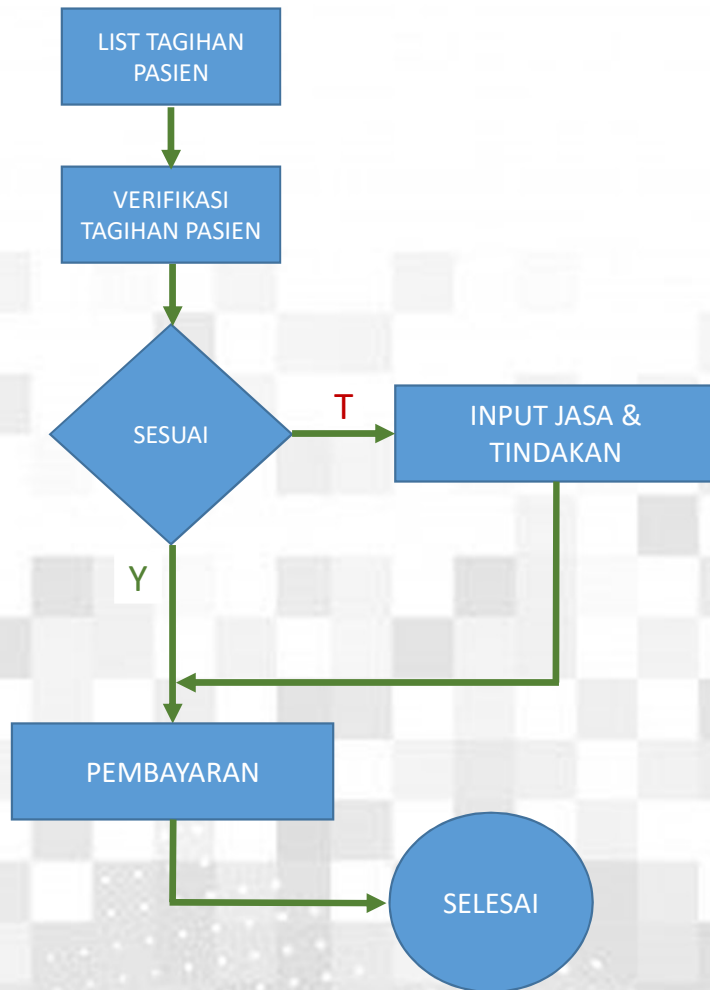 LIST TAGIHAN
PASIEN
VERIFIKASI
TAGIHAN PASIEN
SESUAI
T
INPUT JASA &
TINDAKAN
Y
PEMBAYARAN
SELESAI